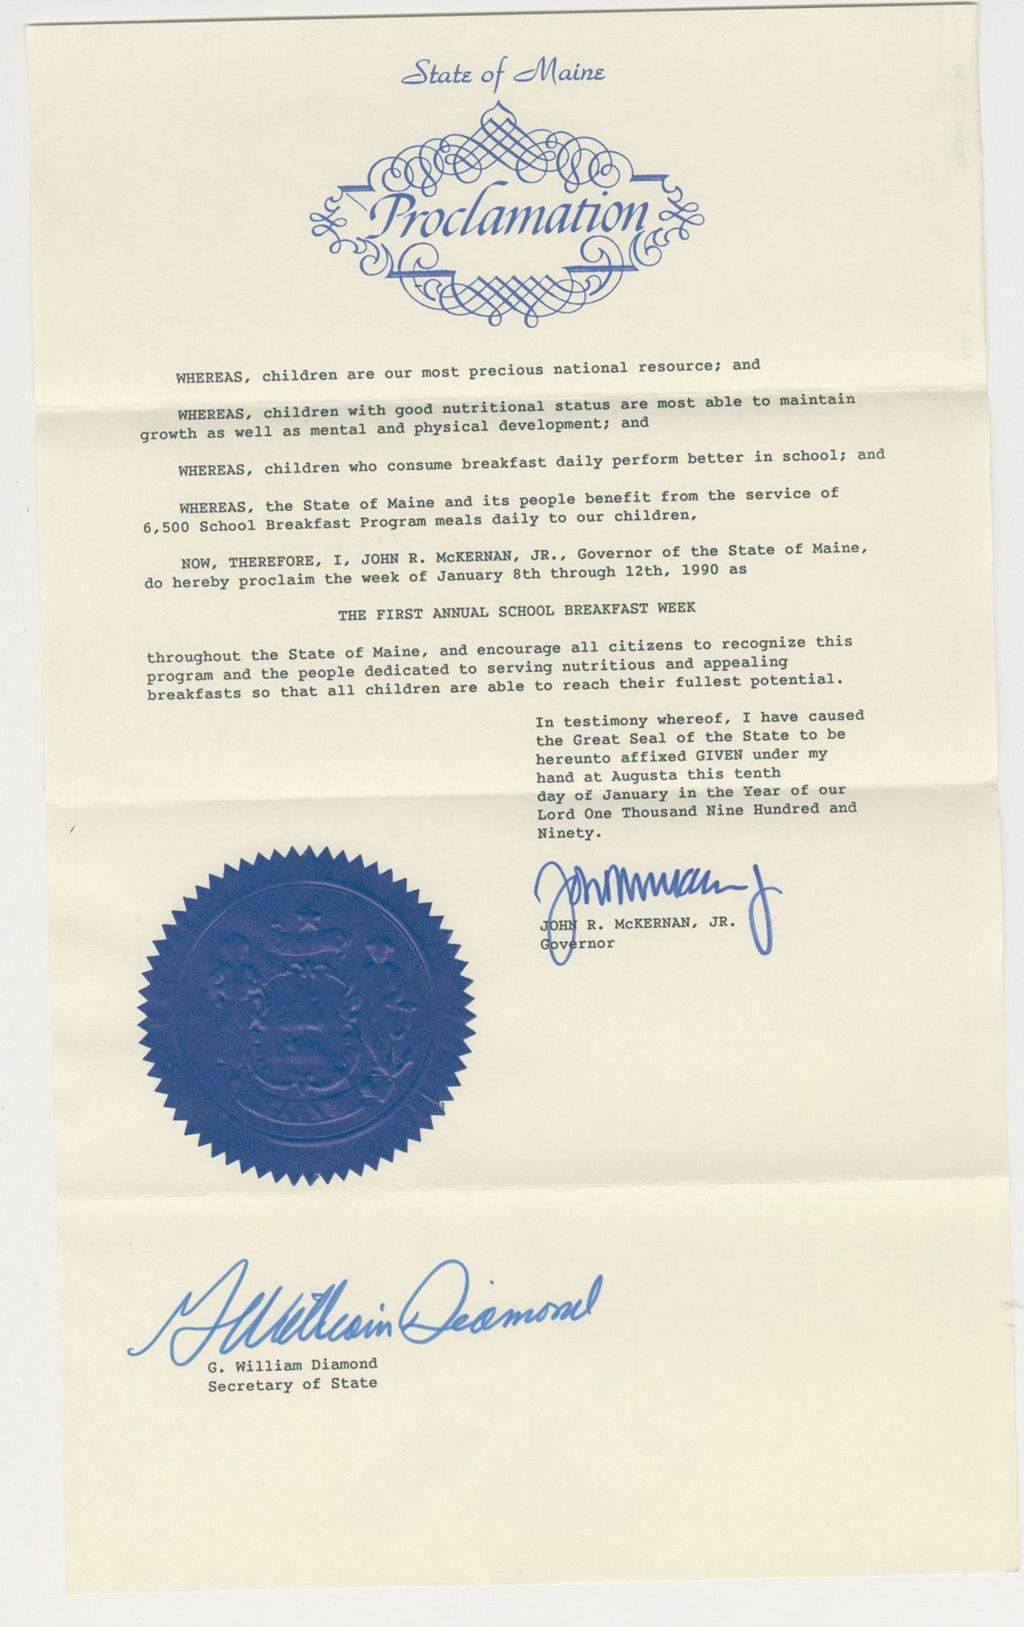 State of Maine
Proclamation
WHEREAS, children are our most precious national resource; and
WHEREAS, children with good nutritional status are most able to maintain
growth as well as mental and physical development; and
WHEREAS, children who consume breakfast daily perform better in school; and
WHEREAS, the State of Maine and its people benefit from the service of
6,500 School Breakfast Program meals daily to our children,
NOW, THEREFORE, I, JOHN R. McKERNAN, JR., Governor of the State of Maine,
do hereby proclaim the week of January 8th through 12th, 1990 as
THE FIRST ANNUAL SCHOOL BREAKFAST WEEK
throughout the State of Maine, and encourage all citizens to recognize this
program and the people dedicated to serving nutritious and appealing
breakfasts so that all children are able to reach their fullest potential.
In testimony whereof, I have caused
the Great Seal of the State to be
hereunto affixed GIVEN under my
hand at Augusta this tenth
day of January in the Year of our
Lord One Thousand Nine Hundred and
Ninety.
JOHN R. McKERNAN, JR.
Governor
G. William Diamond
G. William Diamond
Secretary of State